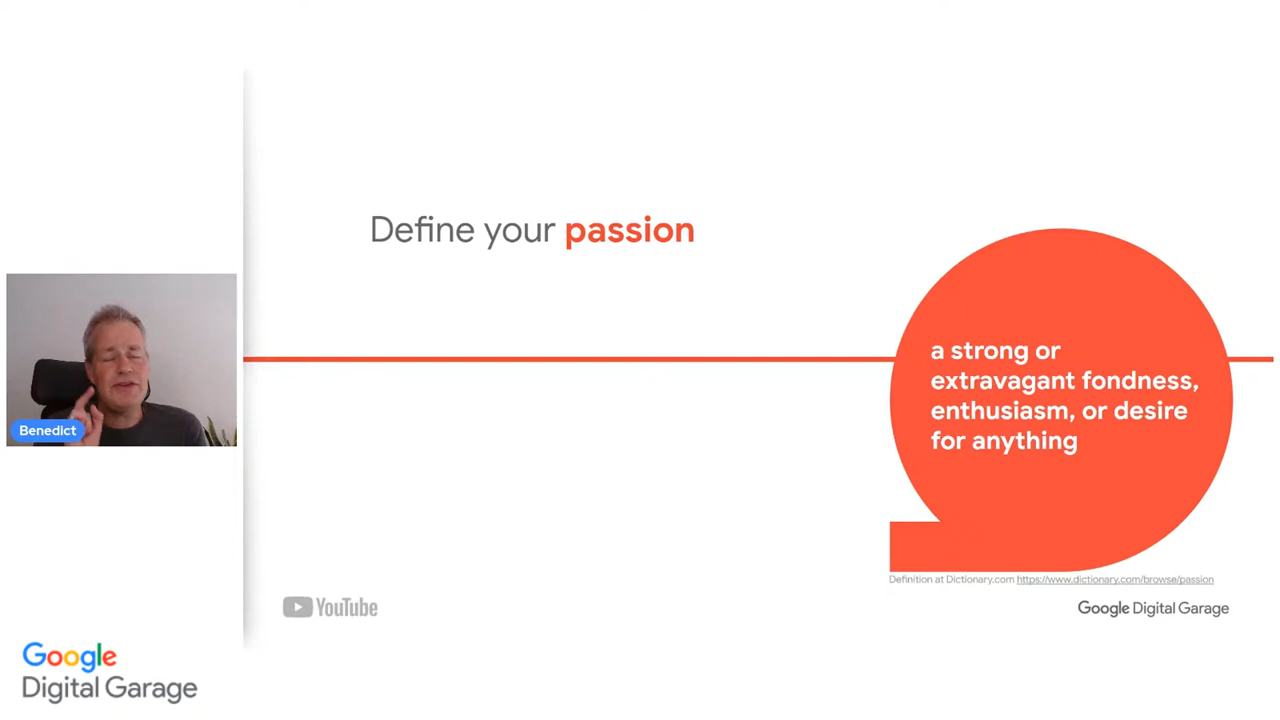 Define your passion
a strong or
extravagant fondness,
enthusiasm, or desire
for anything
Benedict
Definition at Dictionary.com https://www.dictionary.com/browse/passion
YouTube
Google Digital Garage
Google
Digital Garage